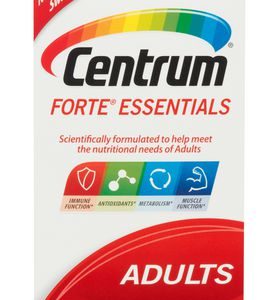 Centrum
FORTE® ESSENTIALS
Scientifically formulated to help meet
the nutritional needs of Adults
IMMUNE FUNCTION* ANTIOXIDANTS* METABOLISM* MUSCLE FUNCTION*
ADULTS